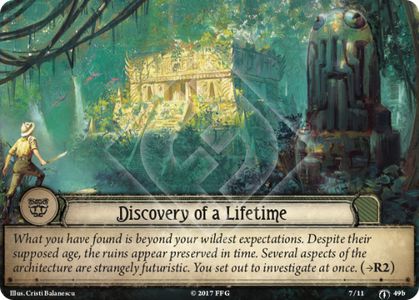 Discovery of a Lifetime
What you have found is beyond your wildest expectations. Despite their
supposed age, the ruins appear preserved in time. Several aspects of the
architecture are strangely futuristic. You set out to investigate at once. (→R2)
Illus. Cristi Balanescu © 2017 FFG 7/11 49b